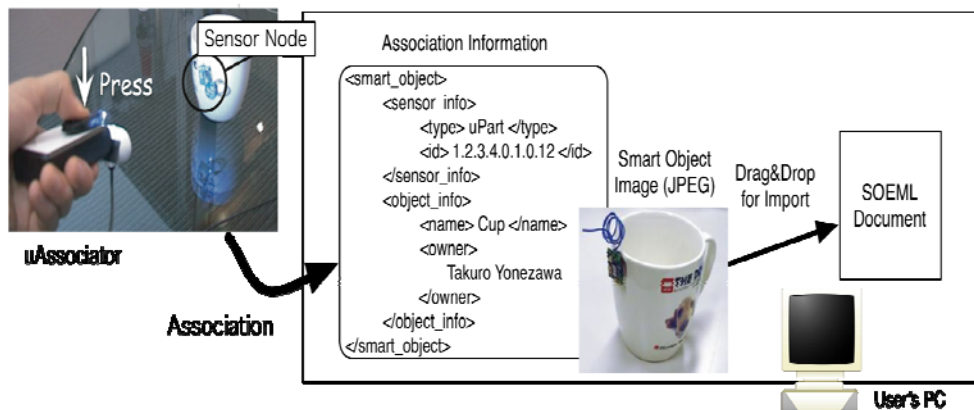 Sensor Node
Press
uAssociator
Association
Association Information
<smart_object>
<sensor_info>
<type> uPart </type>
<id> 1.2.3.4.0.1.0.12 </id>
</sensor_info>
<object_info>
<name> Cup </name>
<owner>
Takuro Yonezawa
</owner>
</object_info>
</smart_object>
Smart Object
Image (JPEG)
Drag&Drop
for Import
SOEML
Document
User's PC